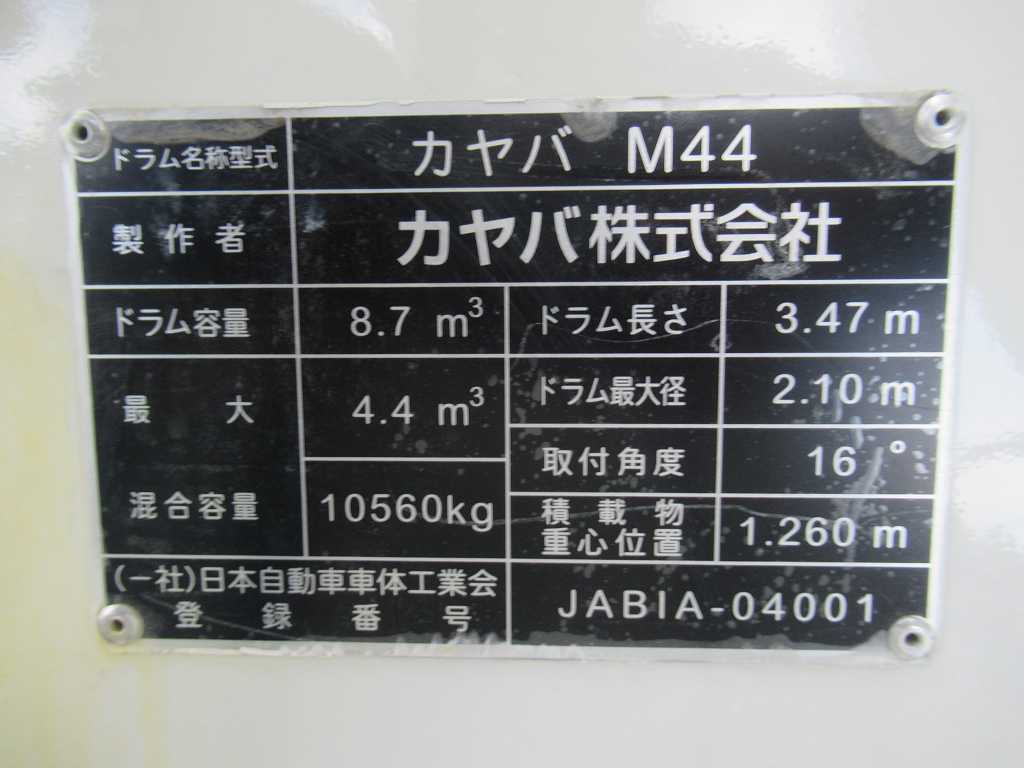 ドラム名称型式 カヤバ M44
製作者 カヤバ株式会社
ドラム容量 8.7 m³ ドラム長さ 3.47 m
最大 4.4 m³ ドラム最大径 2.10 m
取付角度 16°
混合容量 10560kg 積載物
重心位置 1.260 m
(一社)日本自動車車体工業会
登録番号 JABIA-04001